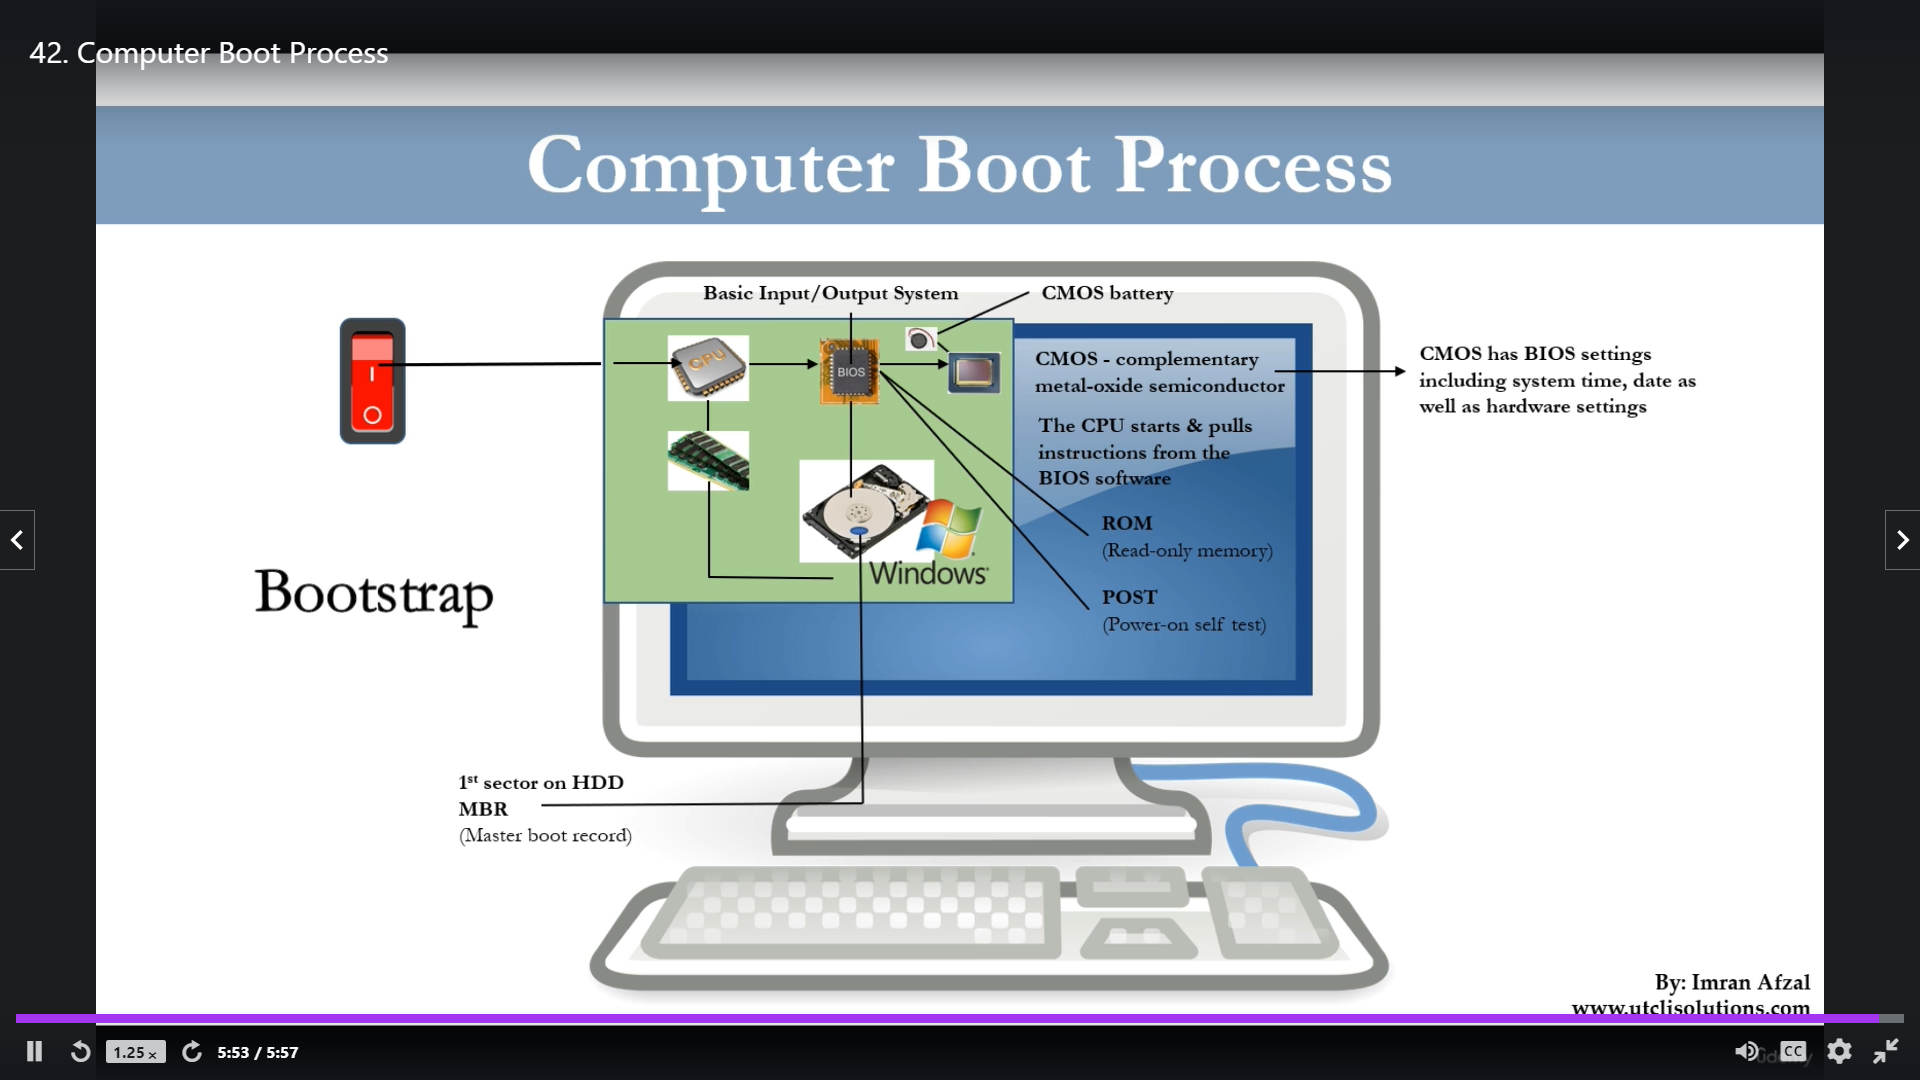 42. Computer Boot Process
Computer Boot Process
Basic Input/Output System
CMOS battery
CPU
BIOS
CMOS - complementary
metal-oxide semiconductor
CMOS has BIOS settings
including system time, date as
well as hardware settings
The CPU starts & pulls
instructions from the
BIOS software
ROM
(Read-only memory)
Windows
Bootstrap
POST
(Power-on self test)
1st sector on HDD
MBR
(Master boot record)
By: Imran Afzal
www.utclisolutions.com
1.25 x
5:53 / 5:57
CC
Udemy